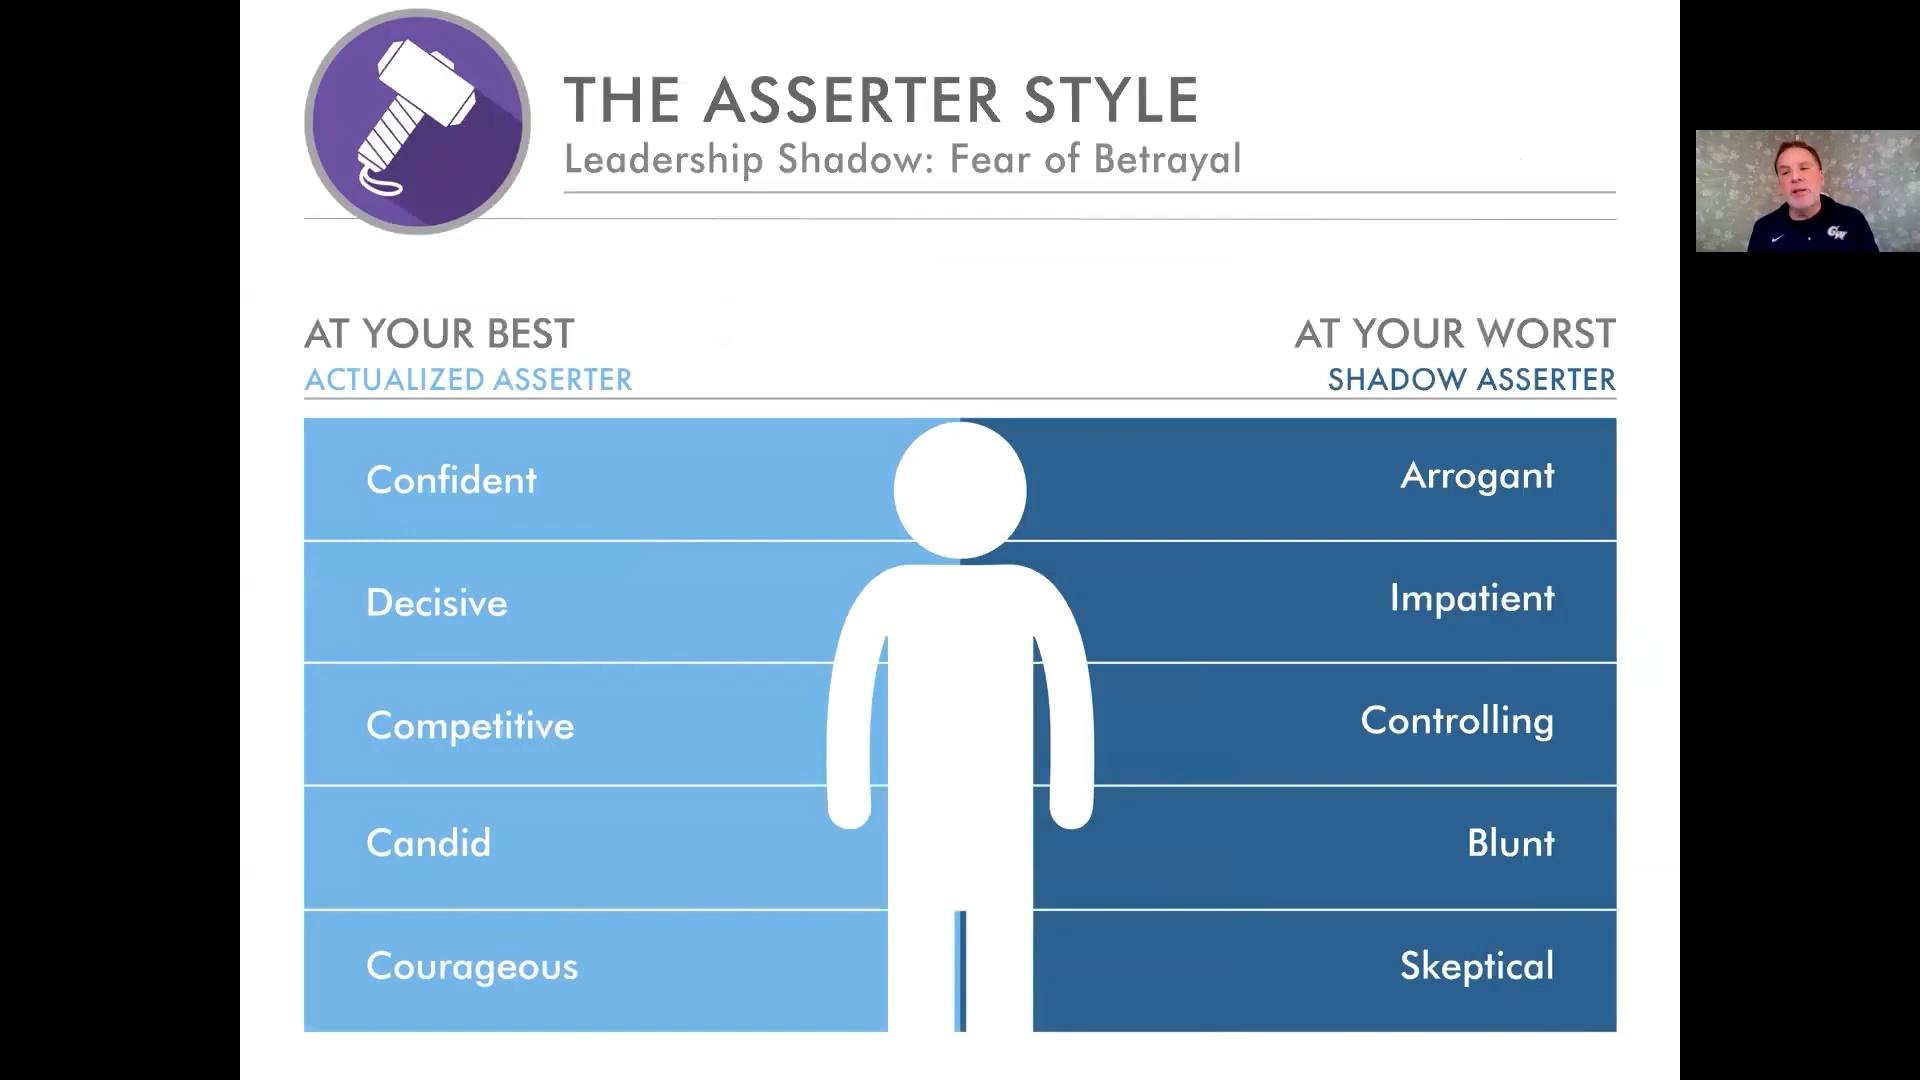 THE ASSERTER STYLE
Leadership Shadow: Fear of Betrayal
AT YOUR BEST
ACTUALIZED ASSERTER
AT YOUR WORST
SHADOW ASSERTER
Confident
Arrogant
Decisive
Impatient
Competitive
Controlling
Candid
Blunt
Courageous
Skeptical
GW